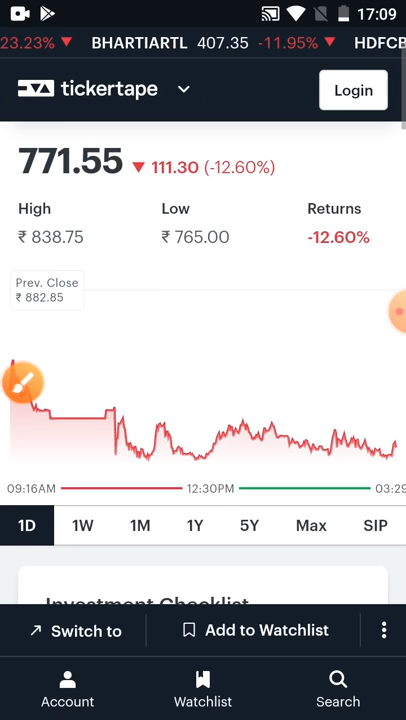 17:09
23.23% ▼ BHARTIARTL 407.35 -11.95% ▼ HDFCB
tickertape
Login
771.55 ▼ 111.30 (-12.60%)
High Low Returns
₹ 838.75 ₹ 765.00 -12.60%
Prev. Close
₹ 882.85
09:16AM 12:30PM 03:29
1D 1W 1M 1Y 5Y Max SIP
Investment Checklist
Switch to Add to Watchlist
Account Watchlist Search